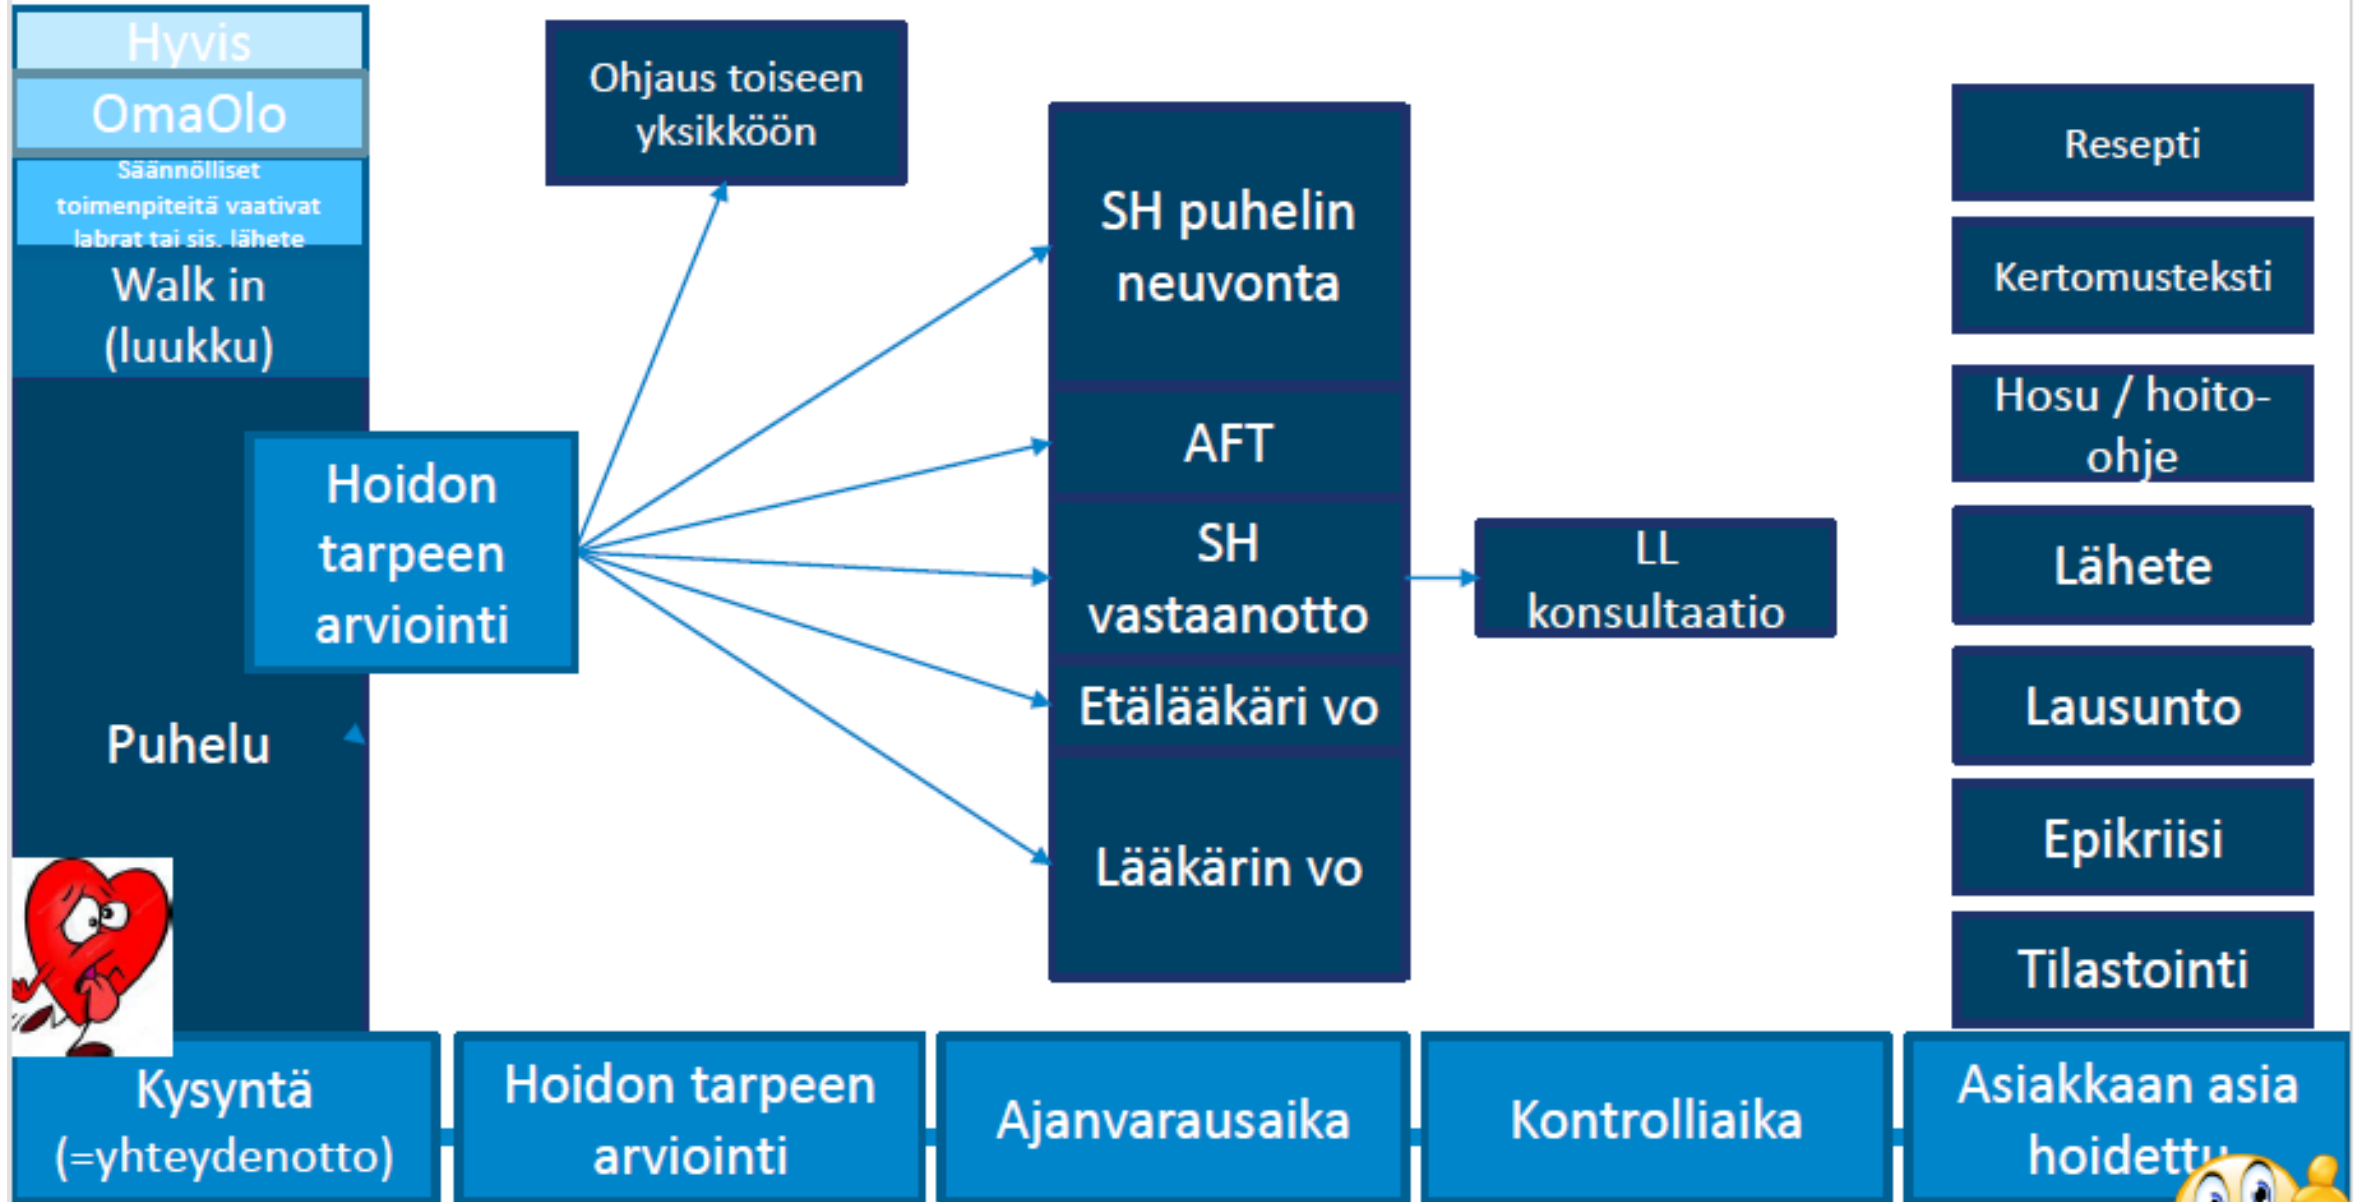 Hyvis
OmaOlo
Säännölliset
toimenpiteitä vaativat
labrat tai sis. lähete
Walk in
(luukku)
Puhelu
Hoidon
tarpeen
arviointi
Ohjaus toiseen
yksikköön
SH puhelin
neuvonta
AFT
SH
vastaanotto
Etälääkäri vo
Lääkärin vo
LL
konsultaatio
Resepti
Kertomusteksti
Hosu / hoito-
ohje
Lähete
Lausunto
Epikriisi
Tilastointi
Kysyntä
(=yhteydenotto)
Hoidon tarpeen
arviointi
Ajanvarausaika
Kontrolliaika
Asiakkaan asia
hoidettu